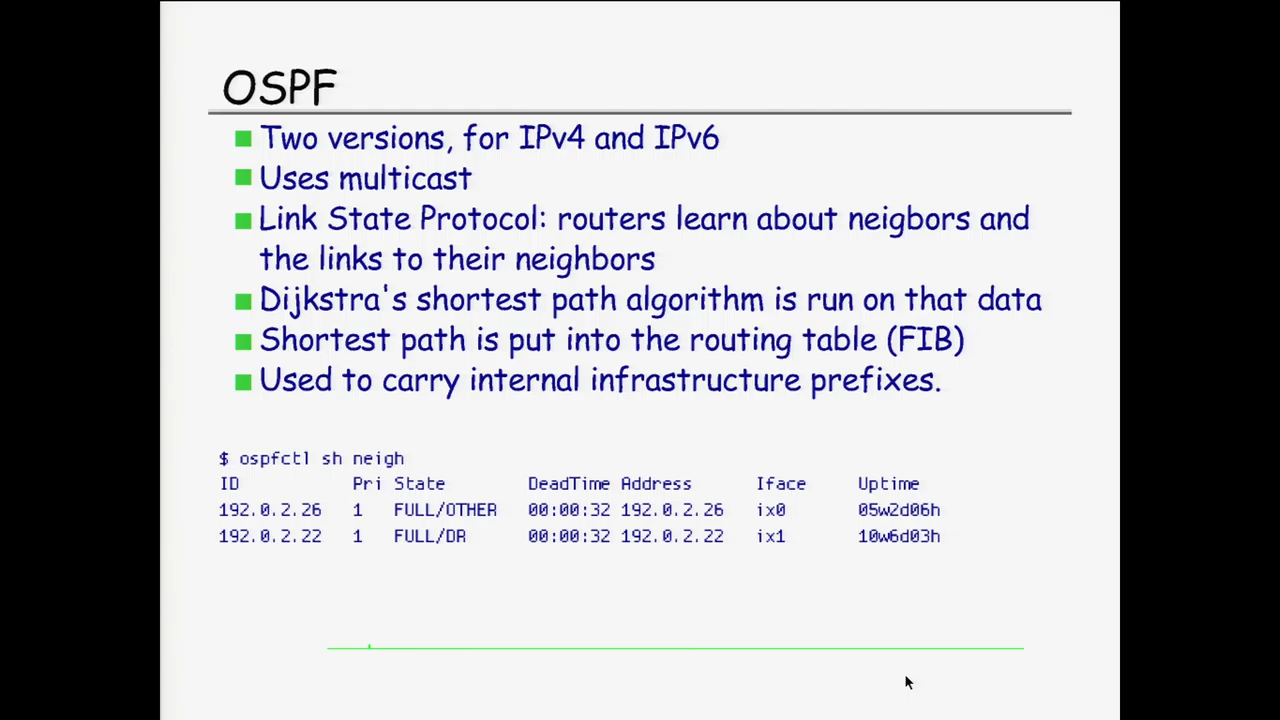 OSPF
Two versions, for IPv4 and IPv6
Uses multicast
Link State Protocol: routers learn about neigbors and
the links to their neighbors
Dijkstra's shortest path algorithm is run on that data
Shortest path is put into the routing table (FIB)
Used to carry internal infrastructure prefixes.
$ ospfctl sh neigh
ID Pri State DeadTime Address Iface Uptime
192.0.2.26 1 FULL/OTHER 00:00:32 192.0.2.26 ix0 05w2d06h
192.0.2.22 1 FULL/DR 00:00:32 192.0.2.22 ix1 10w6d03h